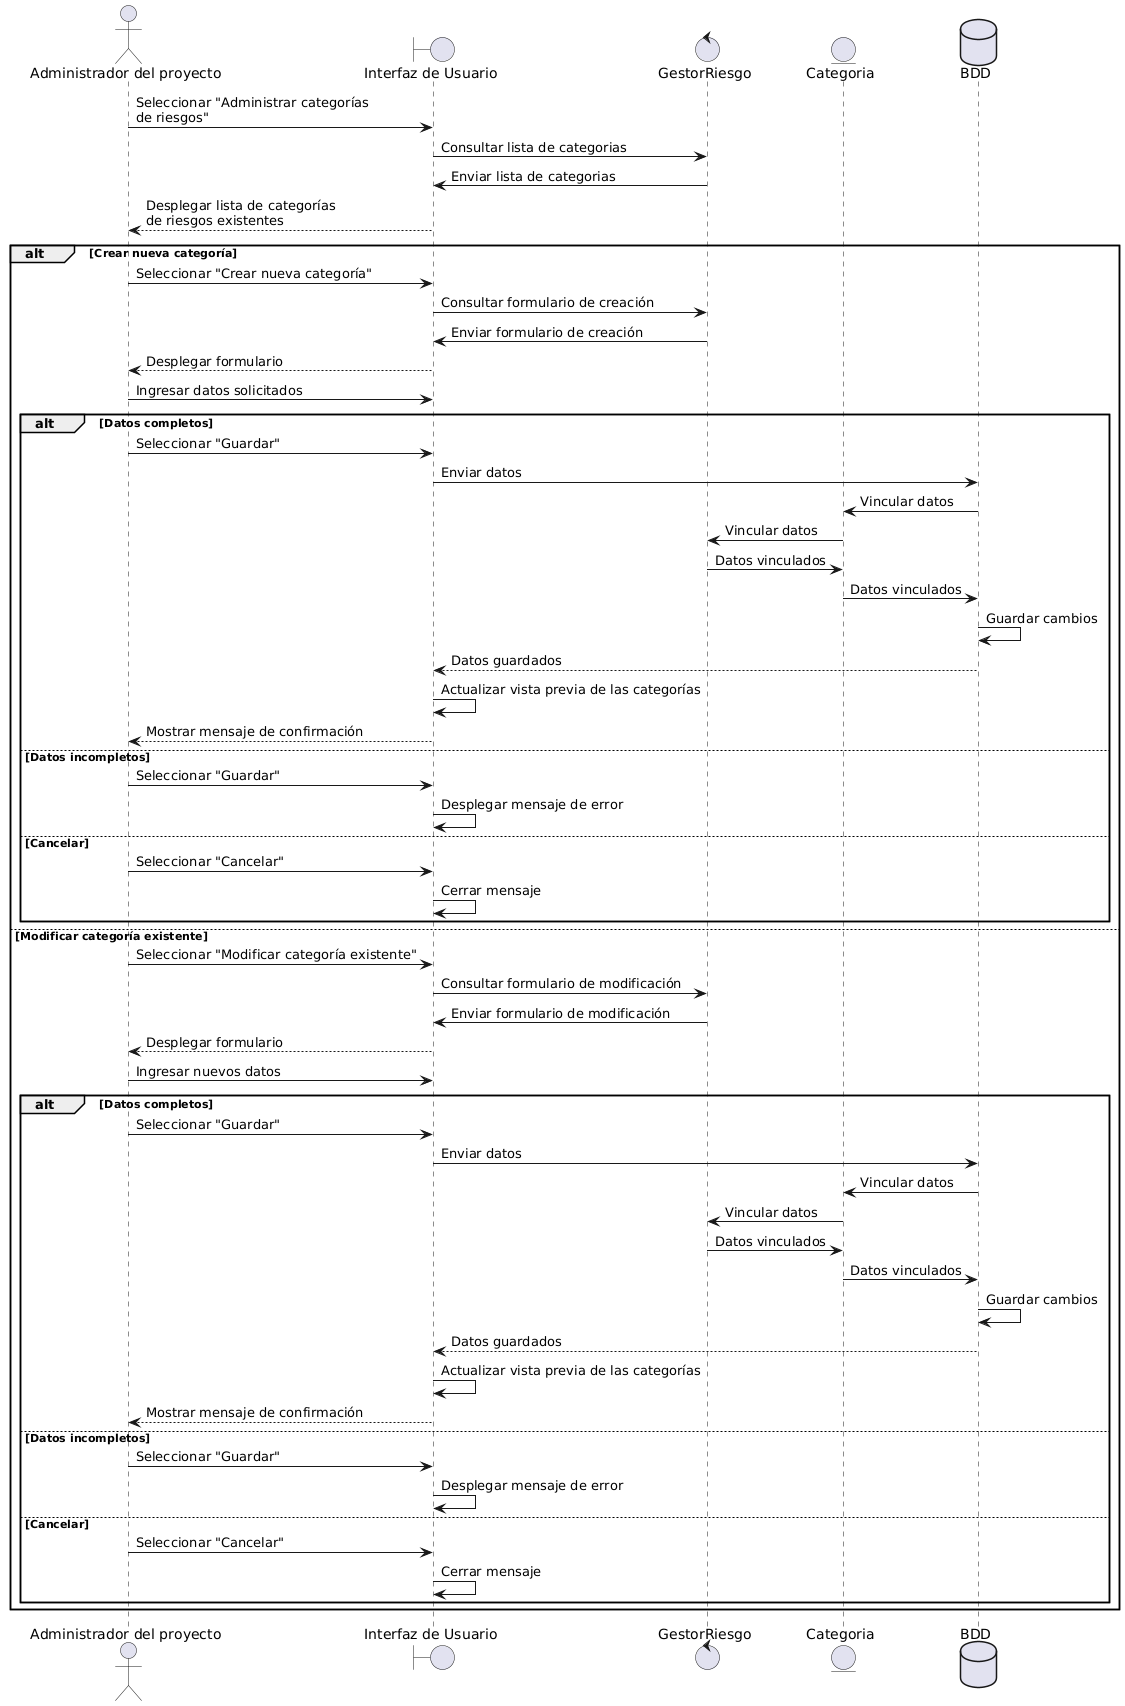 Administrador del proyecto
Interfaz de Usuario
GestorRiesgo
Categoria
BDD
Seleccionar "Administrar categorías
de riesgos"
Consultar lista de categorias
Enviar lista de categorias
Desplegar lista de categorías
de riesgos existentes
alt [Crear nueva categoría]
Seleccionar "Crear nueva categoría"
Consultar formulario de creación
Enviar formulario de creación
Desplegar formulario
Ingresar datos solicitados
alt [Datos completos]
Seleccionar "Guardar"
Enviar datos
Vincular datos
Vincular datos
Datos vinculados
Datos vinculados
Guardar cambios
Datos guardados
Actualizar vista previa de las categorías
Mostrar mensaje de confirmación
[Datos incompletos]
Seleccionar "Guardar"
Desplegar mensaje de error
[Cancelar]
Seleccionar "Cancelar"
Cerrar mensaje
[Modificar categoría existente]
Seleccionar "Modificar categoría existente"
Consultar formulario de modificación
Enviar formulario de modificación
Desplegar formulario
Ingresar nuevos datos
alt [Datos completos]
Seleccionar "Guardar"
Enviar datos
Vincular datos
Vincular datos
Datos vinculados
Datos vinculados
Guardar cambios
Datos guardados
Actualizar vista previa de las categorías
Mostrar mensaje de confirmación
[Datos incompletos]
Seleccionar "Guardar"
Desplegar mensaje de error
[Cancelar]
Seleccionar "Cancelar"
Cerrar mensaje
Administrador del proyecto
Interfaz de Usuario
GestorRiesgo
Categoria
BDD